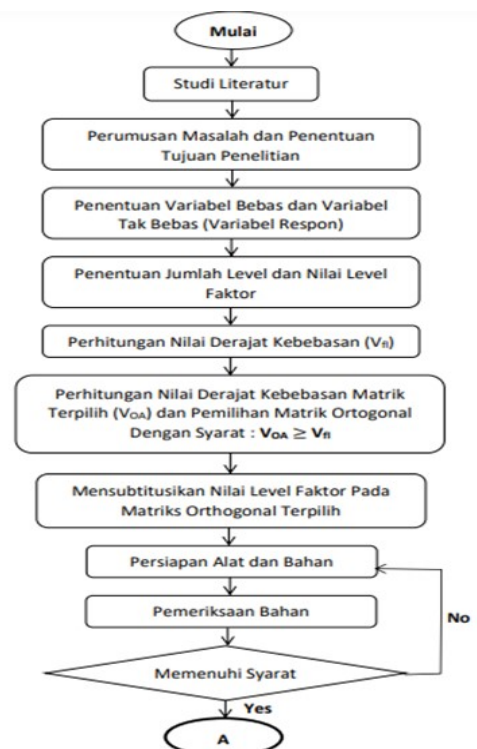 Mulai
Studi Literatur
Perumusan Masalah dan Penentuan
Tujuan Penelitian
Penentuan Variabel Bebas dan Variabel
Tak Bebas (Variabel Respon)
Penentuan Jumlah Level dan Nilai Level
Faktor
Perhitungan Nilai Derajat Kebebasan (Vfl)
Perhitungan Nilai Derajat Kebebasan Matrik
Terpilih (VOA) dan Pemilihan Matrik Ortogonal
Dengan Syarat : VOA ≥ Vfl
Mensubtitusikan Nilai Level Faktor Pada
Matriks Orthogonal Terpilih
Persiapan Alat dan Bahan
Pemeriksaan Bahan
No
Memenuhi Syarat
Yes
A